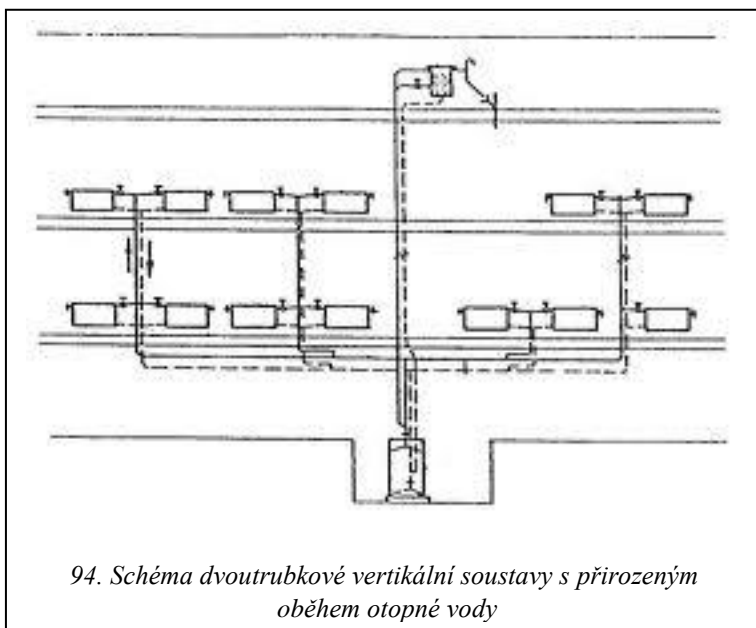 94. Schéma dvoutrubkové vertikální soustavy s přirozeným
oběhem otopné vody